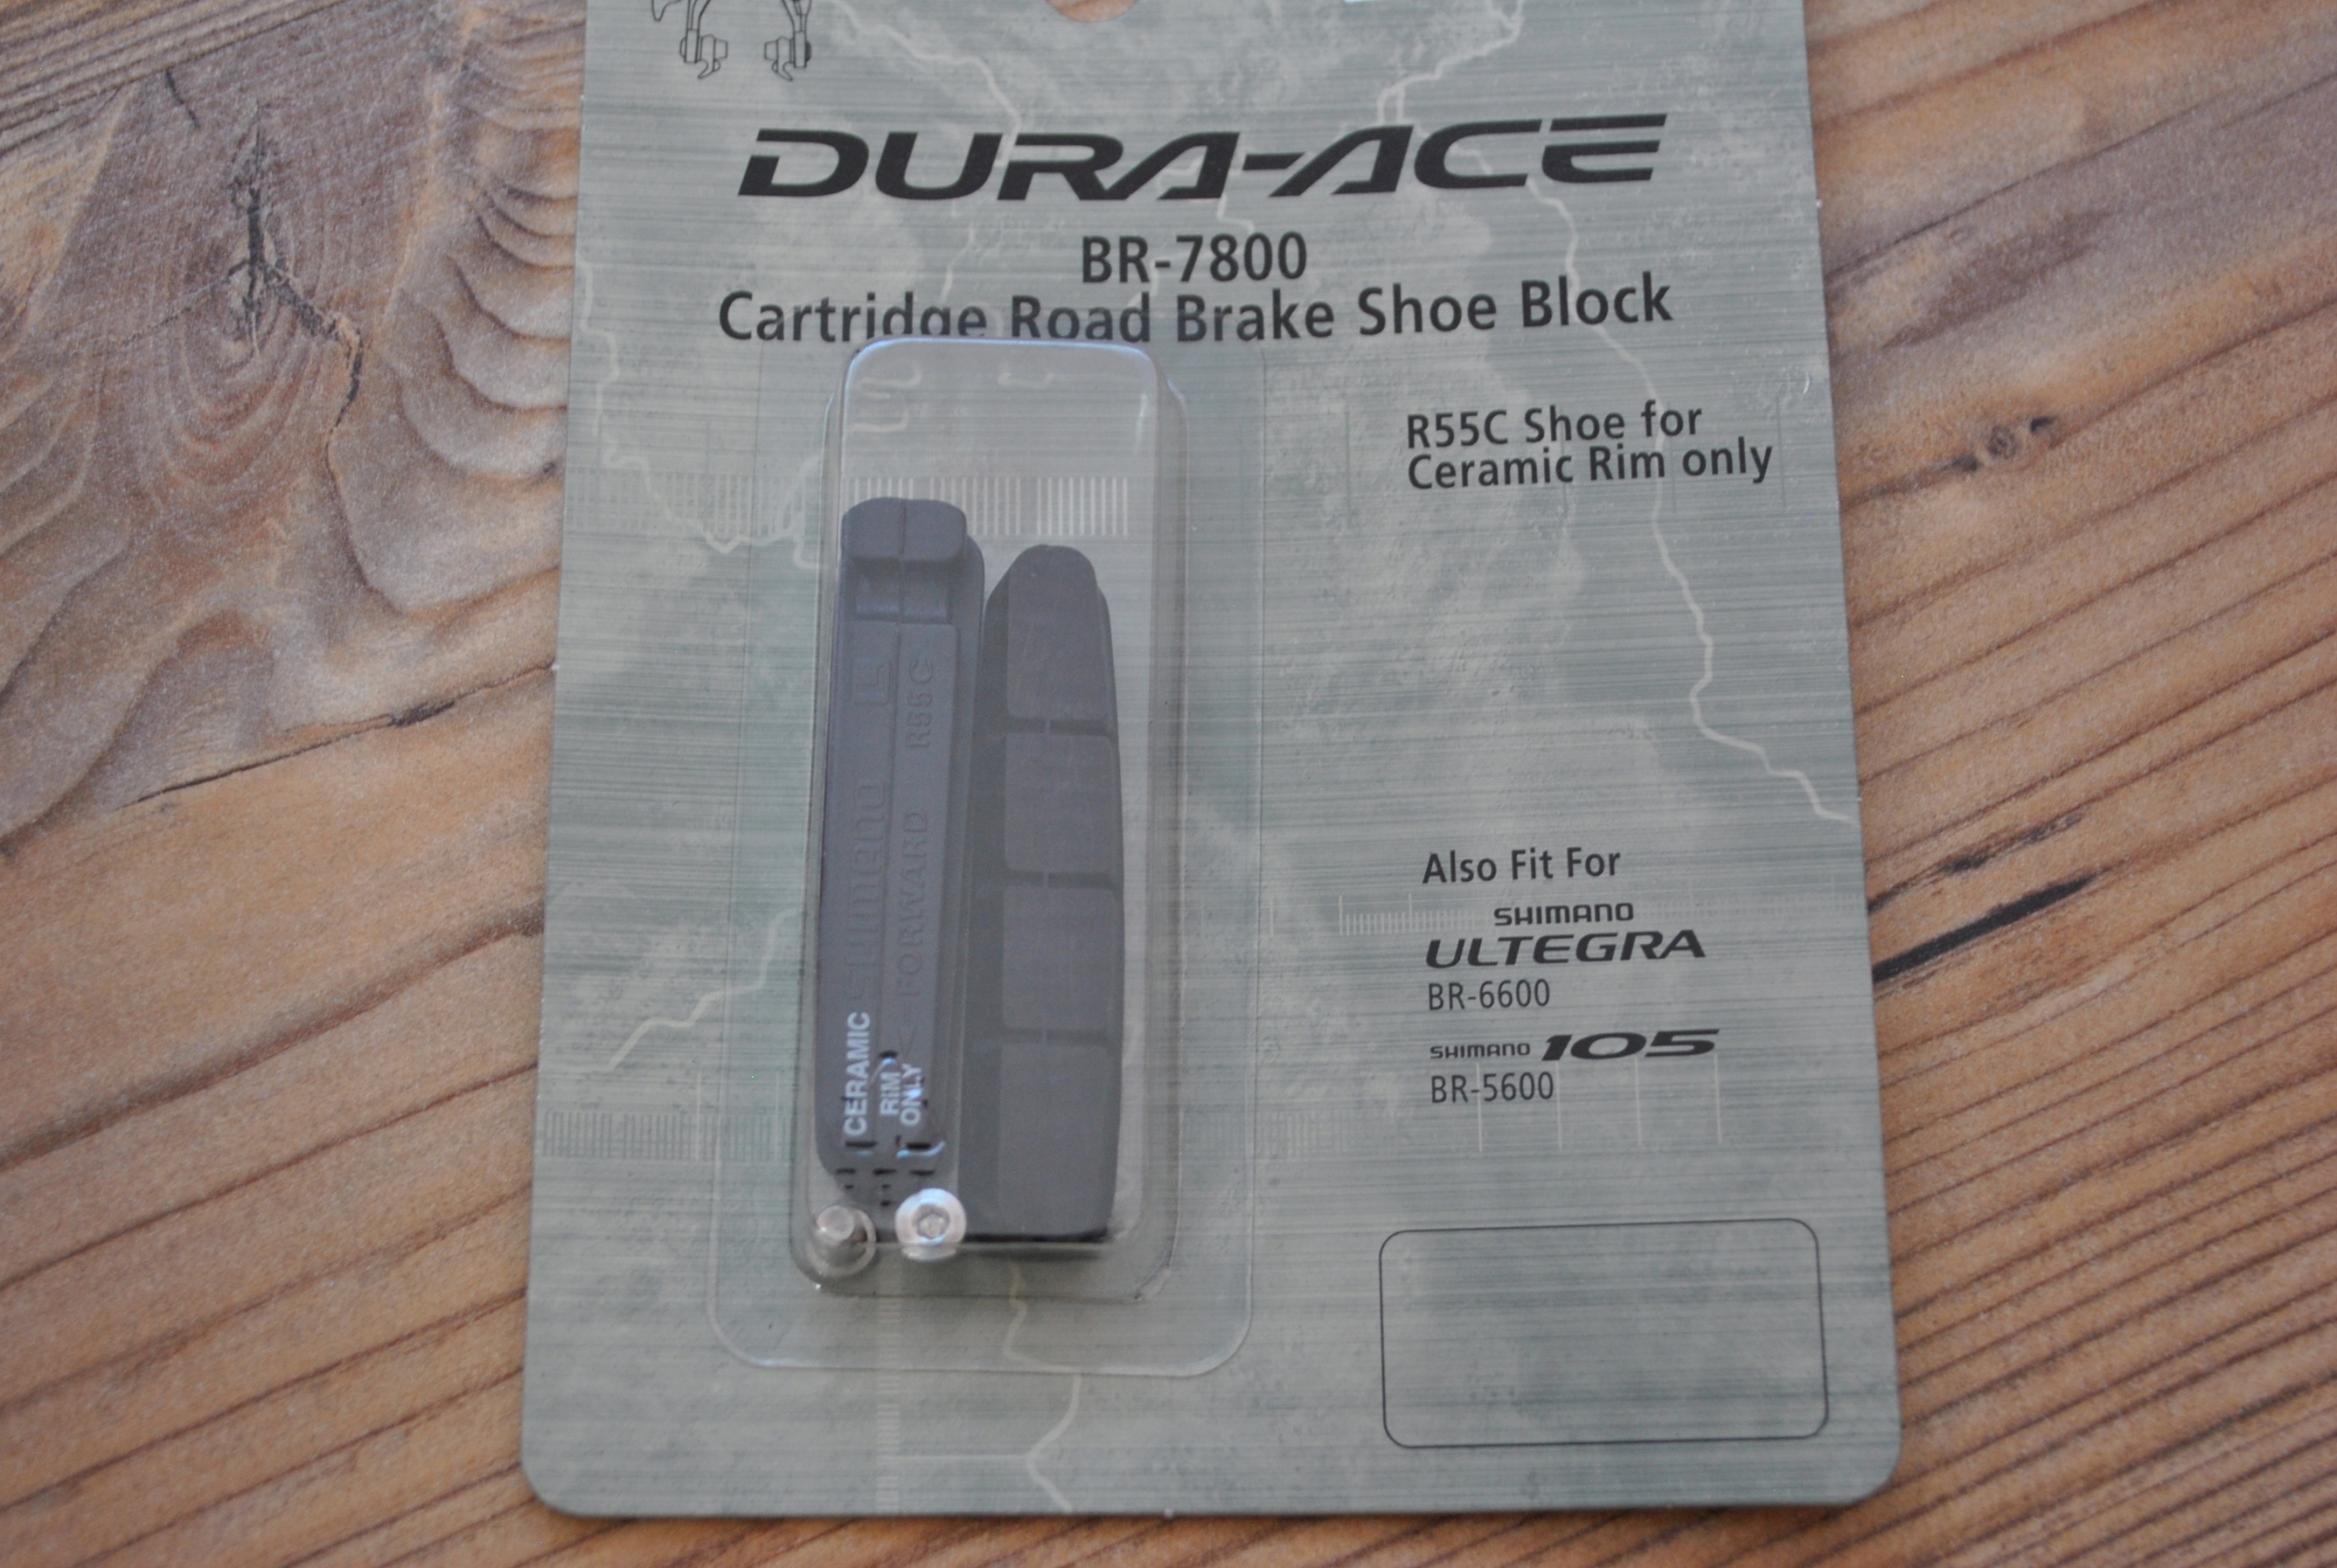 DURA-ACE
BR-7800
Cartridge Road Brake Shoe Block
R55C Shoe for
Ceramic Rim only
L
R55C
SHIMANO
FORWARD
CERAMIC
RIM
ONLY
Also Fit For
SHIMANO
ULTEGRA
BR-6600
SHIMANO 105
BR-5600